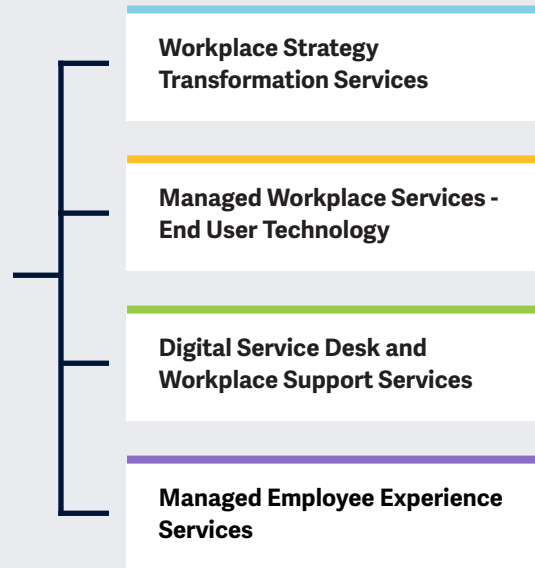 Workplace Strategy
Transformation Services
Managed Workplace Services -
End User Technology
Digital Service Desk and
Workplace Support Services
Managed Employee Experience
Services